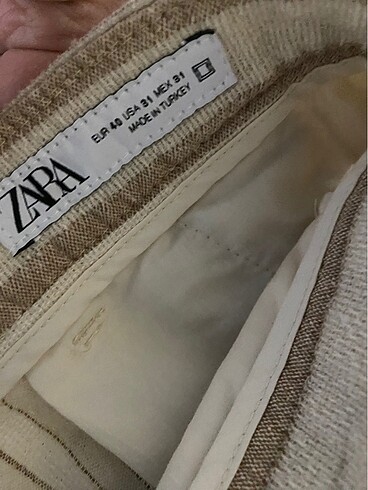 ZARA
EUR 40 USA 31 MEX 31
MADE IN TURKEY